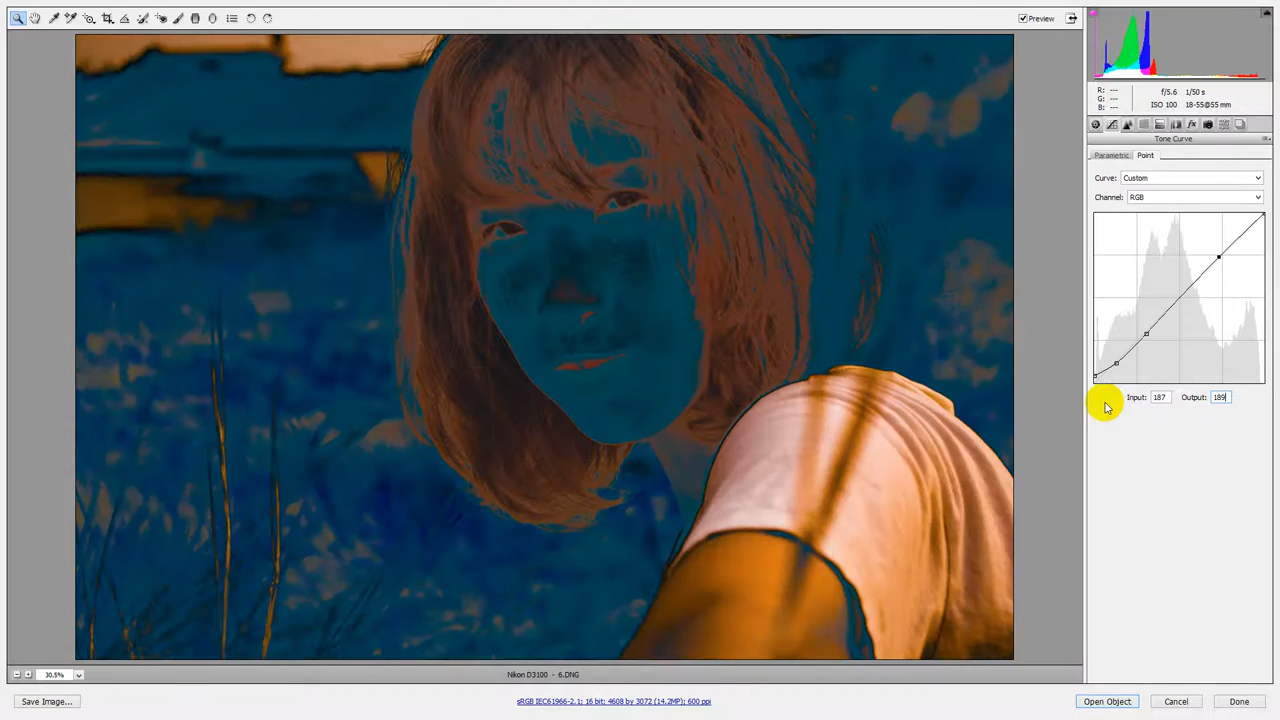 Preview
R: ---
G: ---
B: ---
f/5.6 1/50 s
ISO 100 18-55@55 mm
fx
Tone Curve
Parametric Point
Curve: Custom
Channel: RGB
Input: 187 Output: 189
30.5%
Nikon D3100 - 6.DNG
Save Image...
sRGB IEC61966-2.1; 16 bit; 4608 by 3072 (14.2MP); 600 ppi
Open Object
Cancel
Done